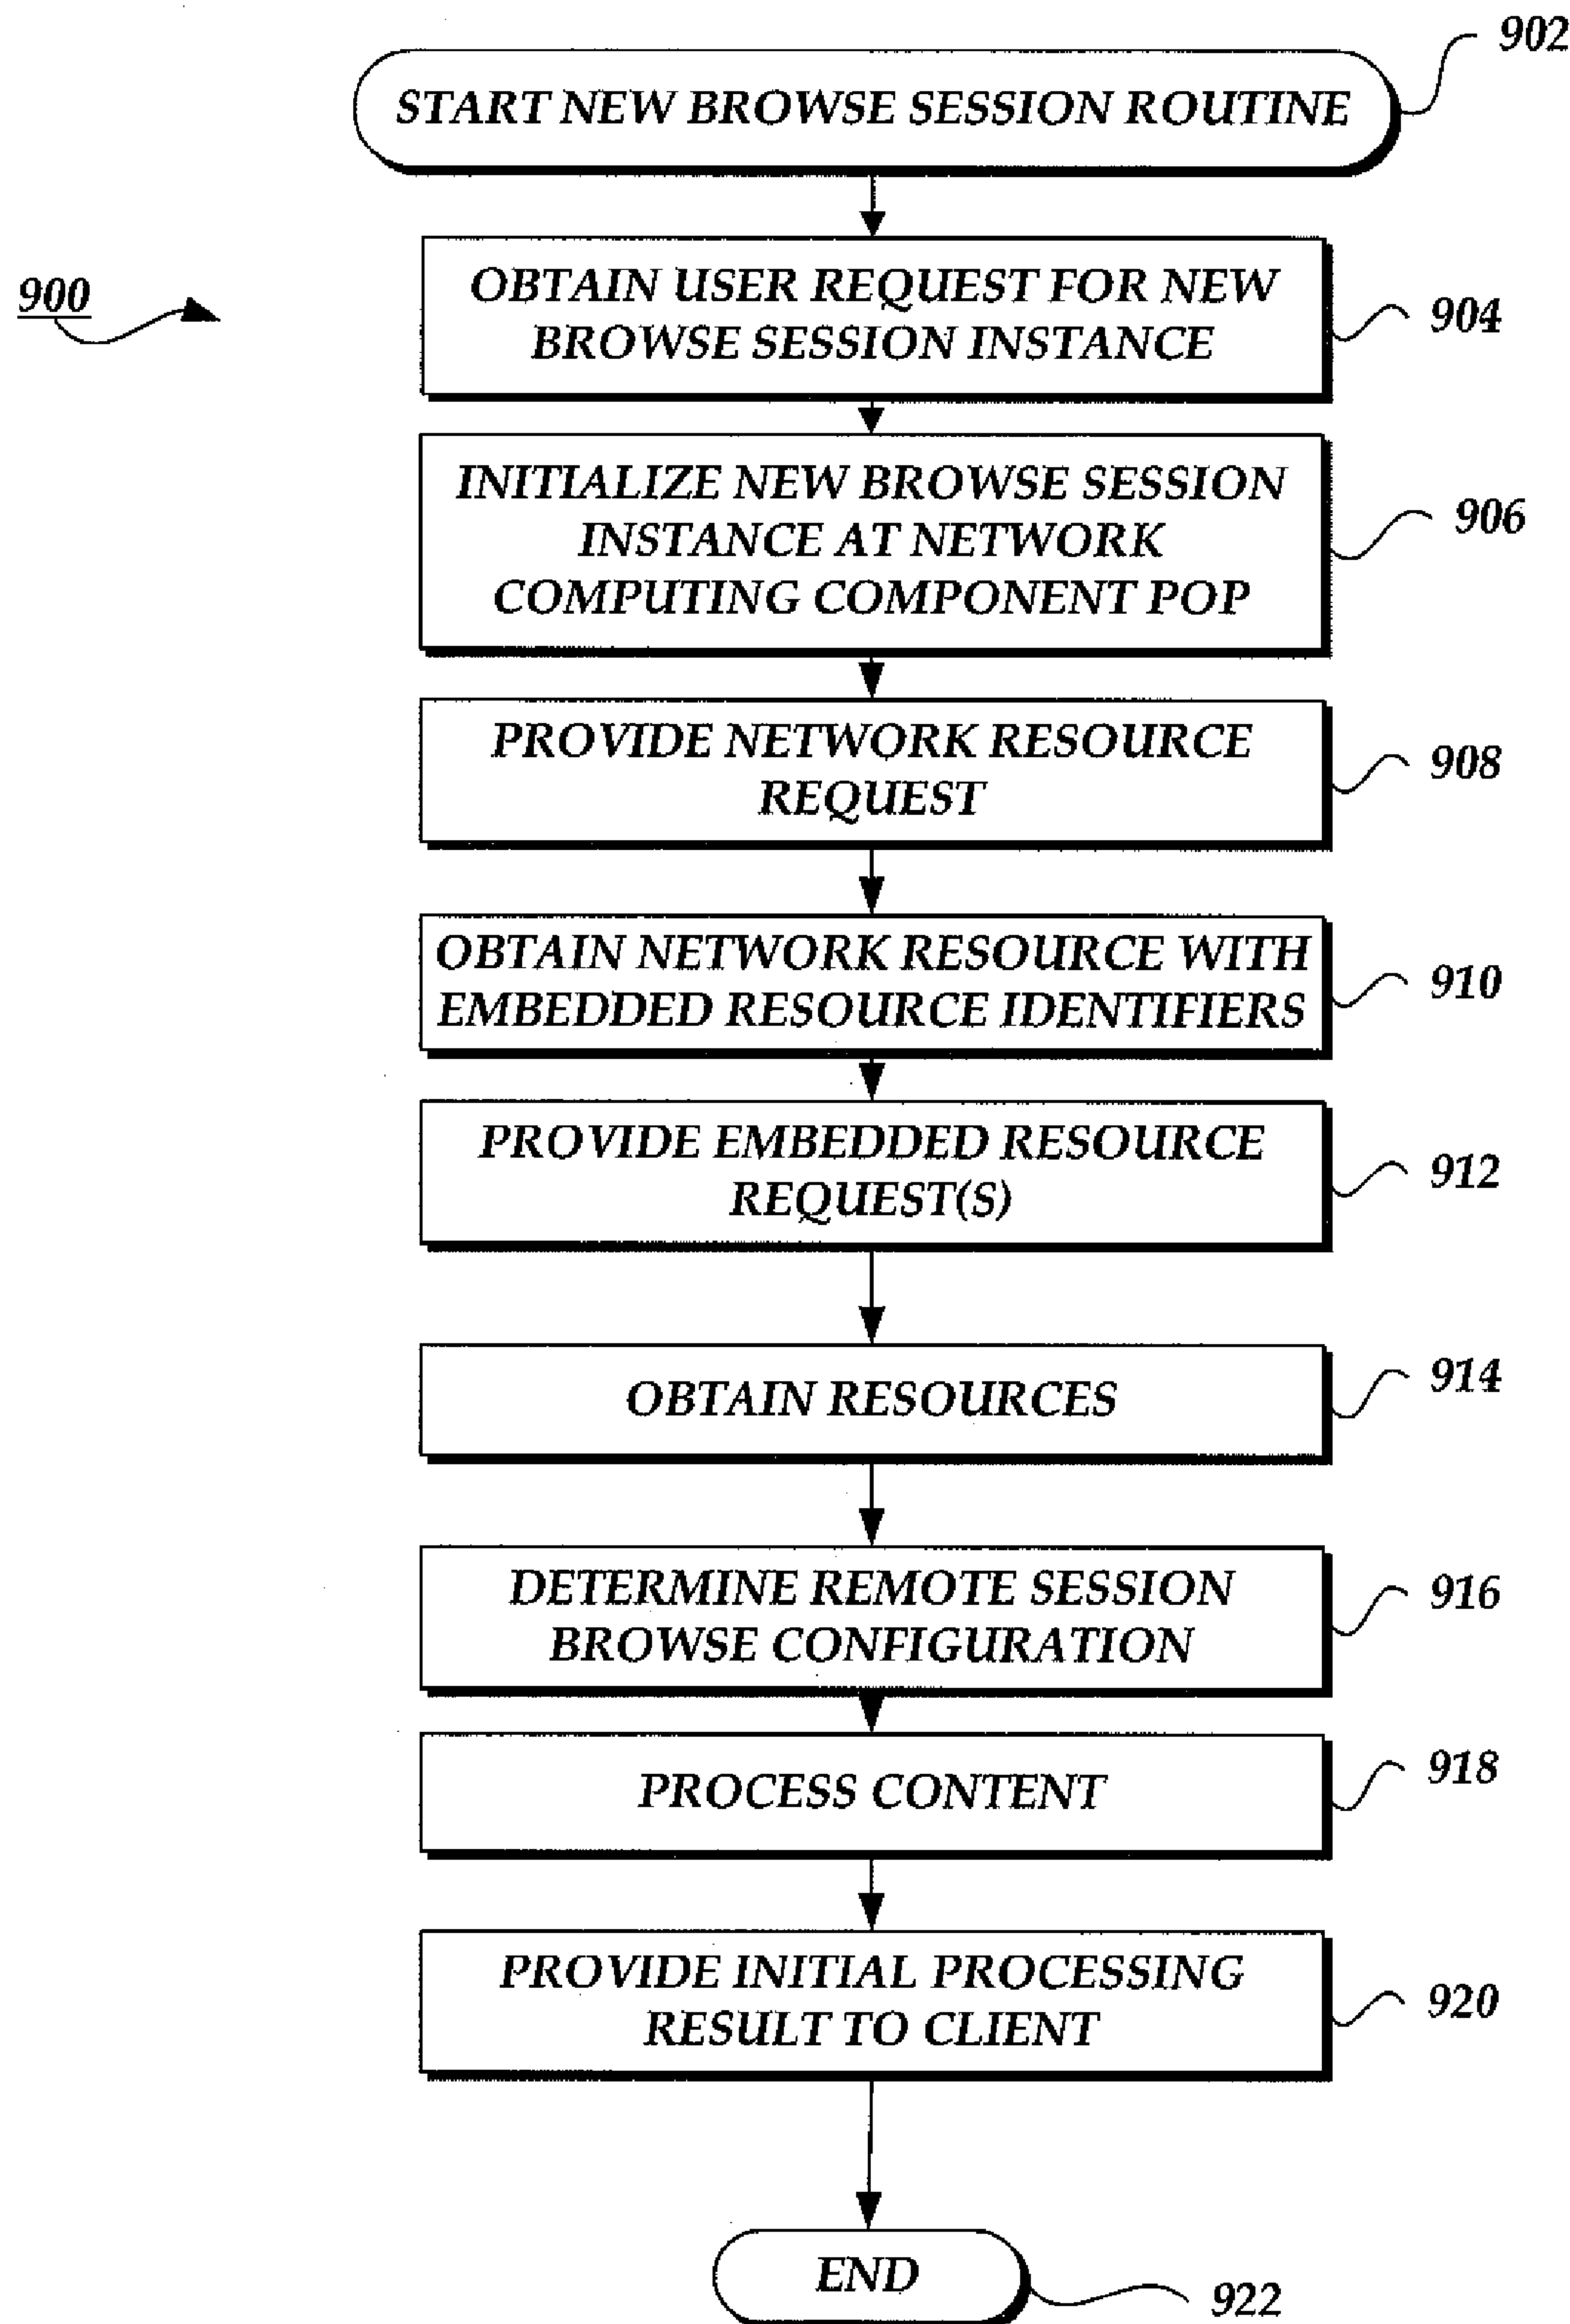 902
START NEW BROWSE SESSION ROUTINE
900
OBTAIN USER REQUEST FOR NEW
BROWSE SESSION INSTANCE
904
INITIALIZE NEW BROWSE SESSION
INSTANCE AT NETWORK
COMPUTING COMPONENT POP
906
PROVIDE NETWORK RESOURCE
REQUEST
908
OBTAIN NETWORK RESOURCE WITH
EMBEDDED RESOURCE IDENTIFIERS
910
PROVIDE EMBEDDED RESOURCE
REQUEST(S)
912
OBTAIN RESOURCES
914
DETERMINE REMOTE SESSION
BROWSE CONFIGURATION
916
PROCESS CONTENT
918
PROVIDE INITIAL PROCESSING
RESULT TO CLIENT
920
END
922